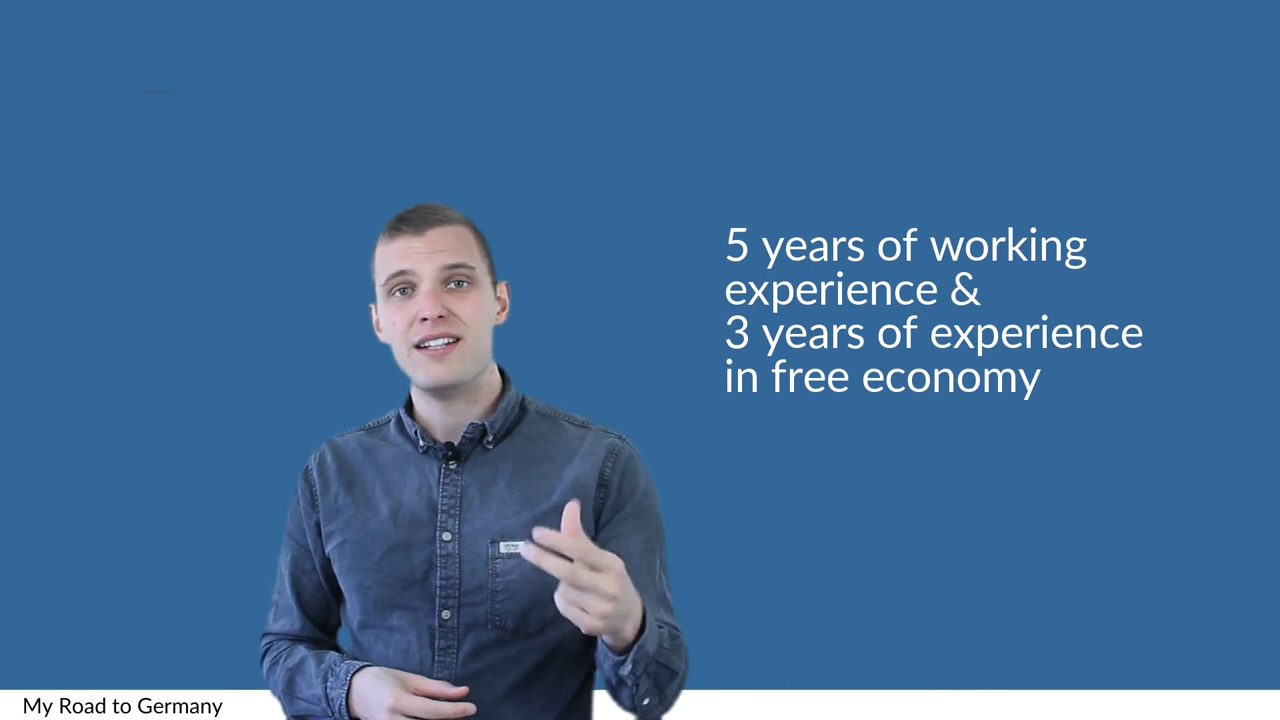 5 years of working
experience &
3 years of experience
in free economy
My Road to Germany